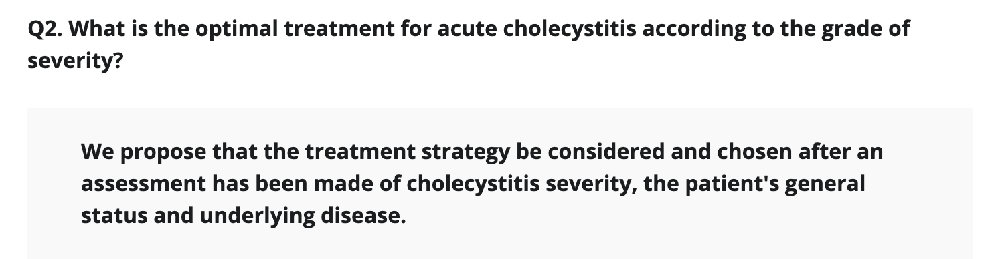 Q2. What is the optimal treatment for acute cholecystitis according to the grade of
severity?
We propose that the treatment strategy be considered and chosen after an
assessment has been made of cholecystitis severity, the patient's general
status and underlying disease.